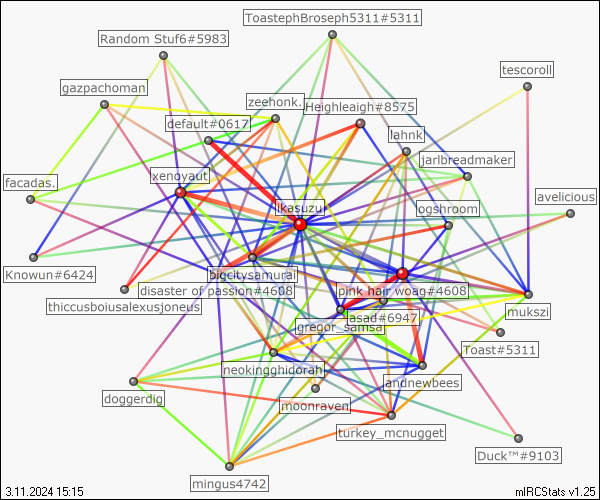 ToastephBroseph5311#5311
Random Stuf6#5983
tescoroll
gazpachoman
zeehonk.
Heighleigh#8575
default#0617
lahnk
jarlbreadmaker
xenoyaut
facadas.
avelicious
ikasuzu
ogshroom
Knowun#6424
bigcitysamurai
disaster of passion#4608
pink hair woag#4608
thiccusboiusalexusjoneus
mukszi
lasad#6947
gregor_samsa
Toast#5311
neokingghidorah
andnewbees
doggerdig
moonraven
turkey_mcnugget
Duck™#9103
mingus4742
3.11.2024 15:15
mIRCStats v1.25